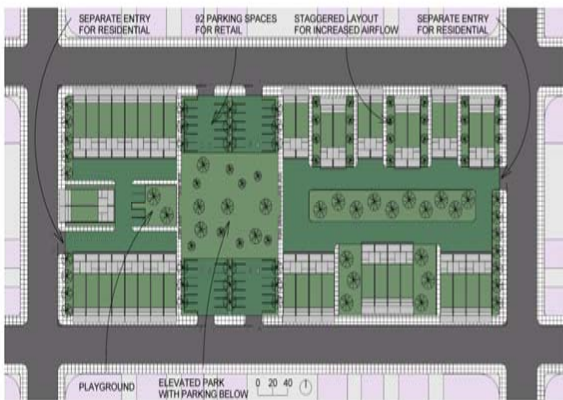 SEPARATE ENTRY
FOR RESIDENTIAL
92 PARKING SPACES
FOR RETAIL
STAGGERED LAYOUT
FOR INCREASED AIRFLOW
SEPARATE ENTRY
FOR RESIDENTIAL
PLAYGROUND
ELEVATED PARK
WITH PARKING BELOW
0 20 40